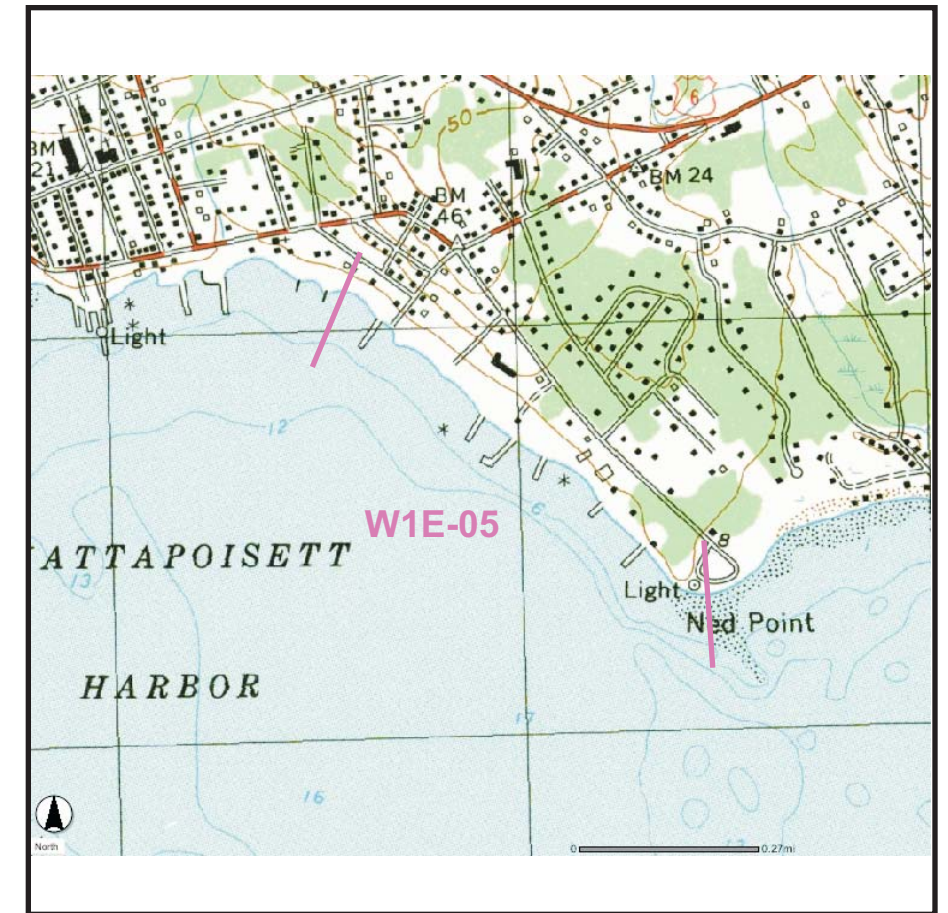 6
50
BM
21
BM 24
BM
46
Light
12
W1E-05
6
ATTAPOISETT
13
8
Light
Ned Point
1
HARBOR
17
16
North
0 0.27mi